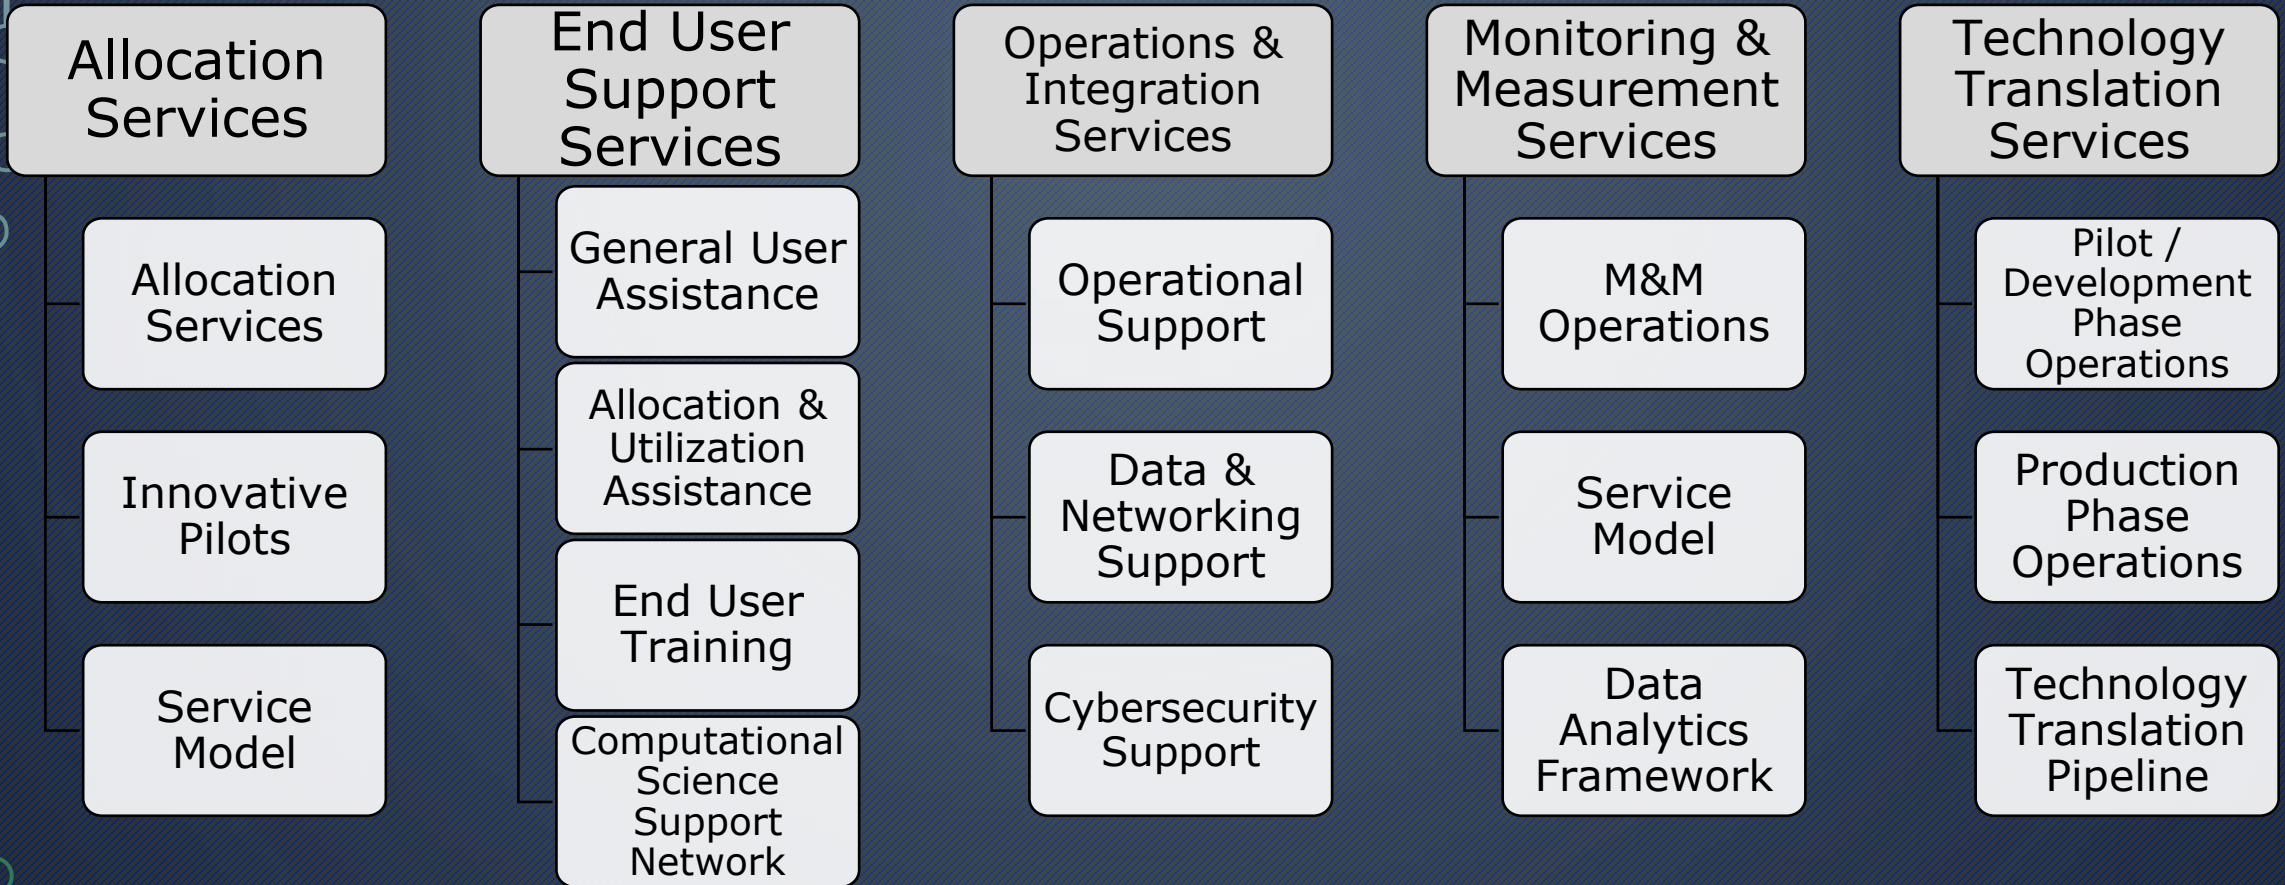 Allocation
Services
Allocation
Services
Innovative
Pilots
Service
Model
End User
Support
Services
General User
Assistance
Allocation &
Utilization
Assistance
End User
Training
Computational
Science
Support
Network
Operations &
Integration
Services
Operational
Support
Data &
Networking
Support
Cybersecurity
Support
Monitoring &
Measurement
Services
M&M
Operations
Service
Model
Data
Analytics
Framework
Technology
Translation
Services
Pilot /
Development
Phase
Operations
Production
Phase
Operations
Technology
Translation
Pipeline